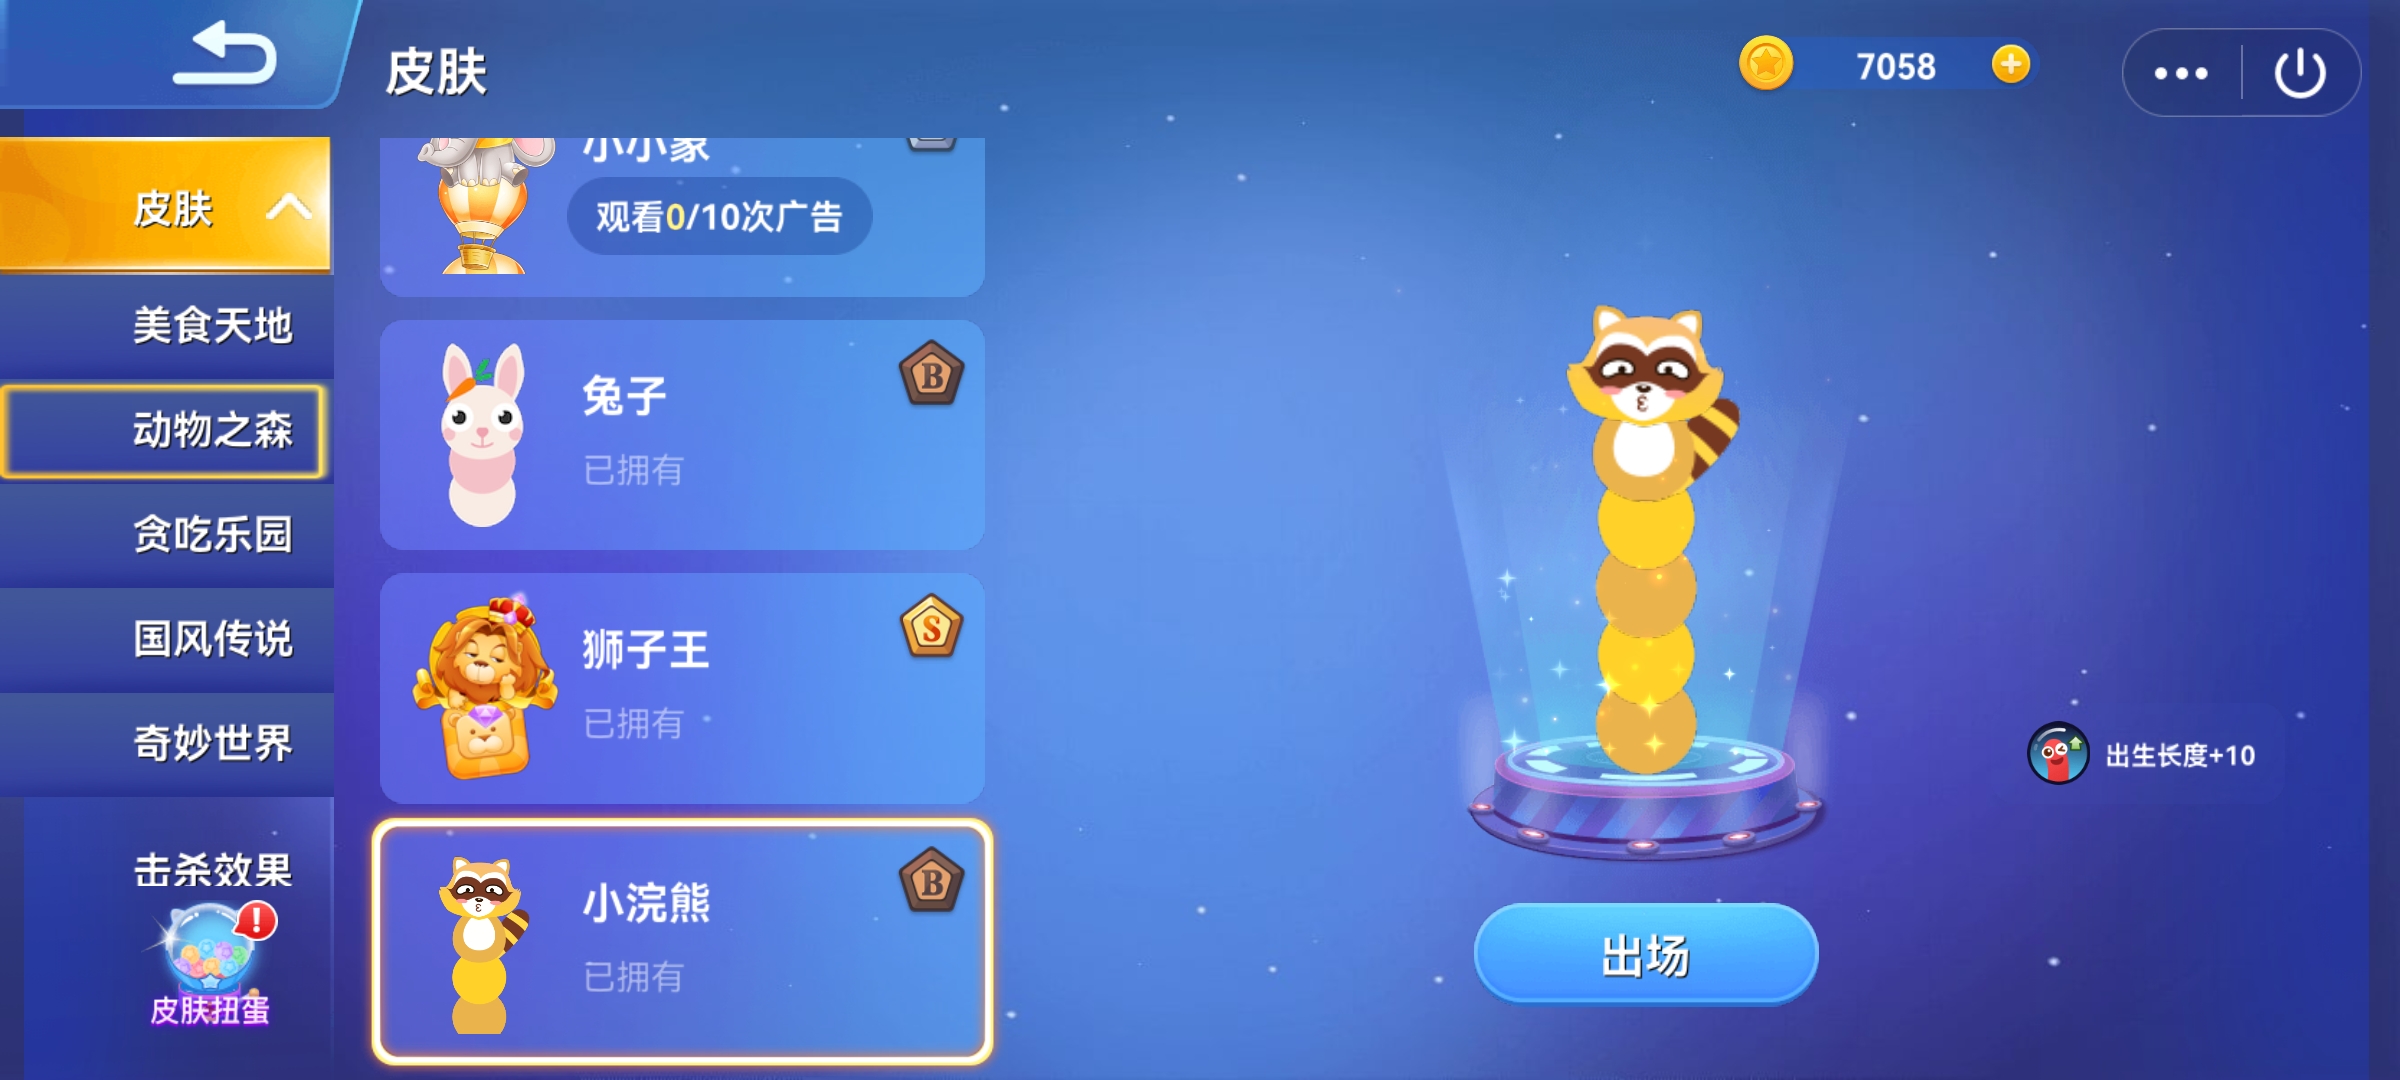 皮肤
7058
皮肤
美食天地
动物之森
贪吃乐园
国风传说
奇妙世界
击杀效果
皮肤扭蛋
小小象
观看0/10次广告
兔子
B
已拥有
狮子王
S
已拥有
小浣熊
B
已拥有
出生长度+10
出场